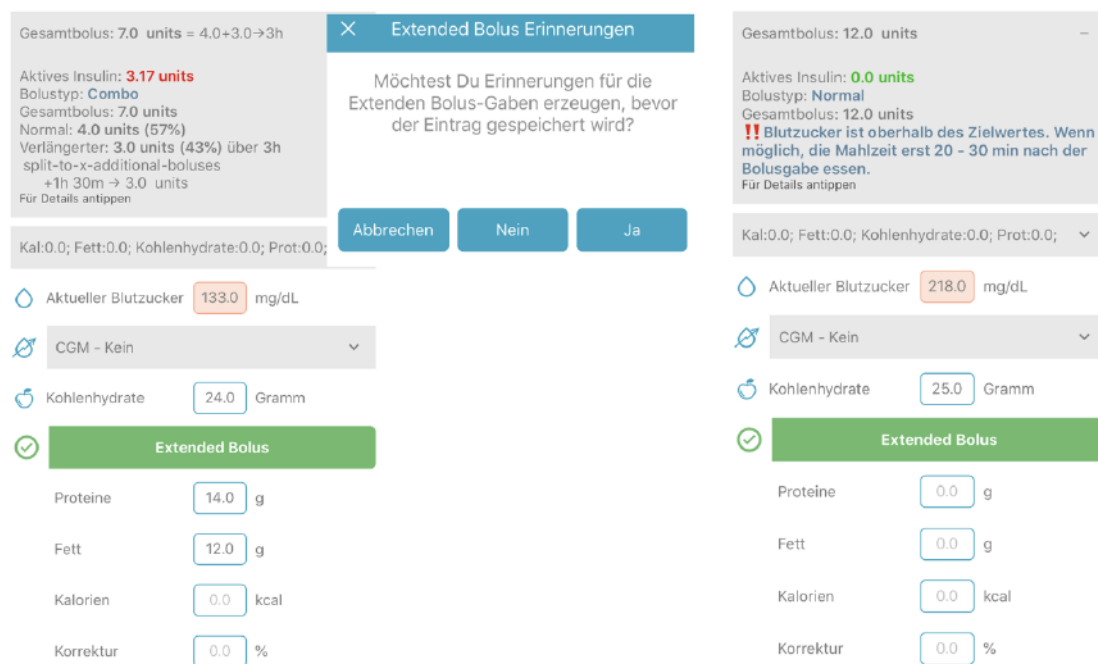 Gesamtbolus: 7.0 units = 4.0+3.0→3h
Aktives Insulin: 3.17 units
Bolustyp: Combo
Gesamtbolus: 7.0 units
Normal: 4.0 units (57%)
Verlängerter: 3.0 units (43%) über 3h
split-to-x-additional-boluses
+1h 30m → 3.0 units
Für Details antippen
Kal:0.0; Fett:0.0; Kohlenhydrate:0.0; Prot:0.0;
Aktueller Blutzucker 133.0 mg/dL
CGM - Kein
Kohlenhydrate 24.0 Gramm
Extended Bolus
Proteine 14.0 g
Fett 12.0 g
Kalorien 0.0 kcal
Korrektur 0.0 %
Extended Bolus Erinnerungen
Möchtest Du Erinnerungen für die
Extenden Bolus-Gaben erzeugen, bevor
der Eintrag gespeichert wird?
Abbrechen Nein Ja
Gesamtbolus: 12.0 units
Aktives Insulin: 0.0 units
Bolustyp: Normal
Gesamtbolus: 12.0 units
‼ Blutzucker ist oberhalb des Zielwertes. Wenn
möglich, die Mahlzeit erst 20 - 30 min nach der
Bolusgabe essen.
Für Details antippen
Kal:0.0; Fett:0.0; Kohlenhydrate:0.0; Prot:0.0;
Aktueller Blutzucker 218.0 mg/dL
CGM - Kein
Kohlenhydrate 25.0 Gramm
Extended Bolus
Proteine 0.0 g
Fett 0.0 g
Kalorien 0.0 kcal
Korrektur 0.0 %